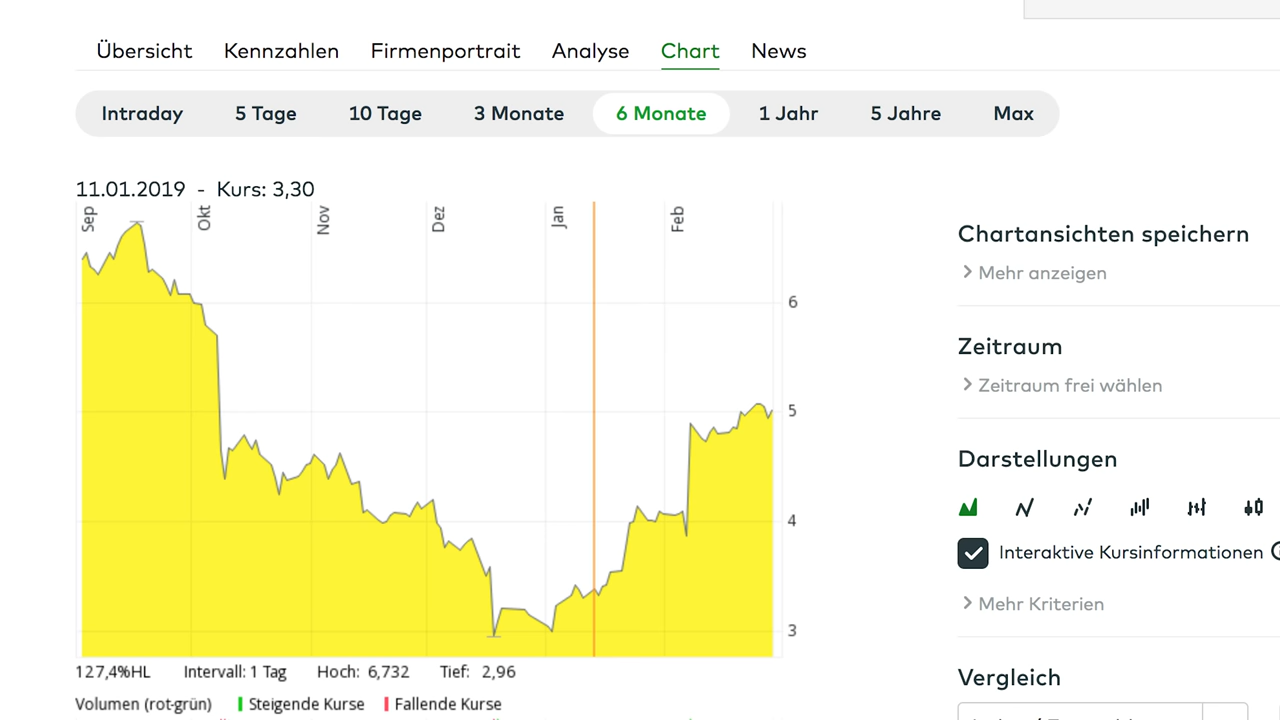 Übersicht Kennzahlen Firmenportrait Analyse Chart News
Intraday 5 Tage 10 Tage 3 Monate 6 Monate 1 Jahr 5 Jahre Max
11.01.2019 - Kurs: 3,30
Sep Okt Nov Dez Jan Feb
6
5
4
3
127,4%HL Intervall: 1 Tag Hoch: 6,732 Tief: 2,96
Volumen (rot-grün) Steigende Kurse Fallende Kurse
Chartansichten speichern
Mehr anzeigen
Zeitraum
Zeitraum frei wählen
Darstellungen
Interaktive Kursinformationen
Mehr Kriterien
Vergleich